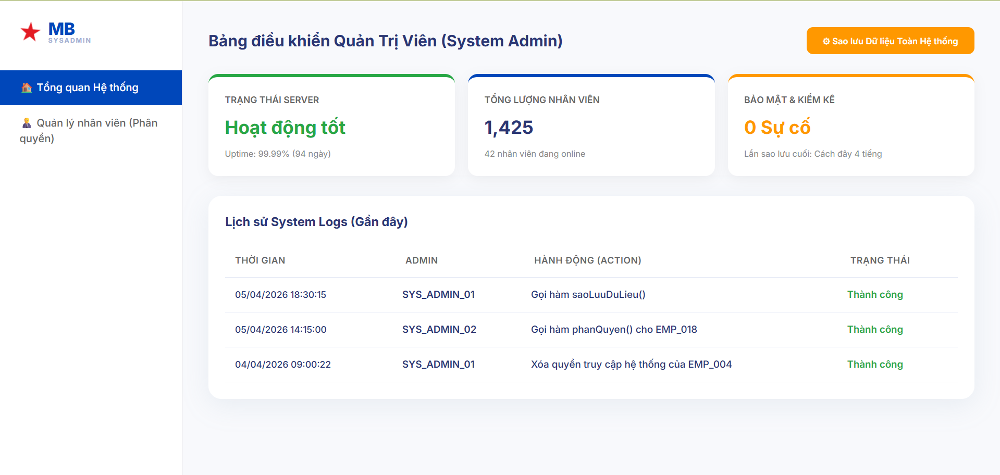 MB
SYSADMIN
Tổng quan Hệ thống
Quản lý nhân viên (Phân
quyền)
Bảng điều khiển Quản Trị Viên (System Admin)
Sao lưu Dữ liệu Toàn Hệ thống
TRẠNG THÁI SERVER
Hoạt động tốt
Uptime: 99.99% (94 ngày)
TỔNG LƯỢNG NHÂN VIÊN
1,425
42 nhân viên đang online
BẢO MẬT & KIỂM KÊ
0 Sự cố
Lần sao lưu cuối: Cách đây 4 tiếng
Lịch sử System Logs (Gần đây)
THỜI GIAN ADMIN HÀNH ĐỘNG (ACTION) TRẠNG THÁI
05/04/2026 18:30:15 SYS_ADMIN_01 Gọi hàm saoLuuDuLieu() Thành công
05/04/2026 14:15:00 SYS_ADMIN_02 Gọi hàm phanQuyen() cho EMP_018 Thành công
04/04/2026 09:00:22 SYS_ADMIN_01 Xóa quyền truy cập hệ thống của EMP_004 Thành công